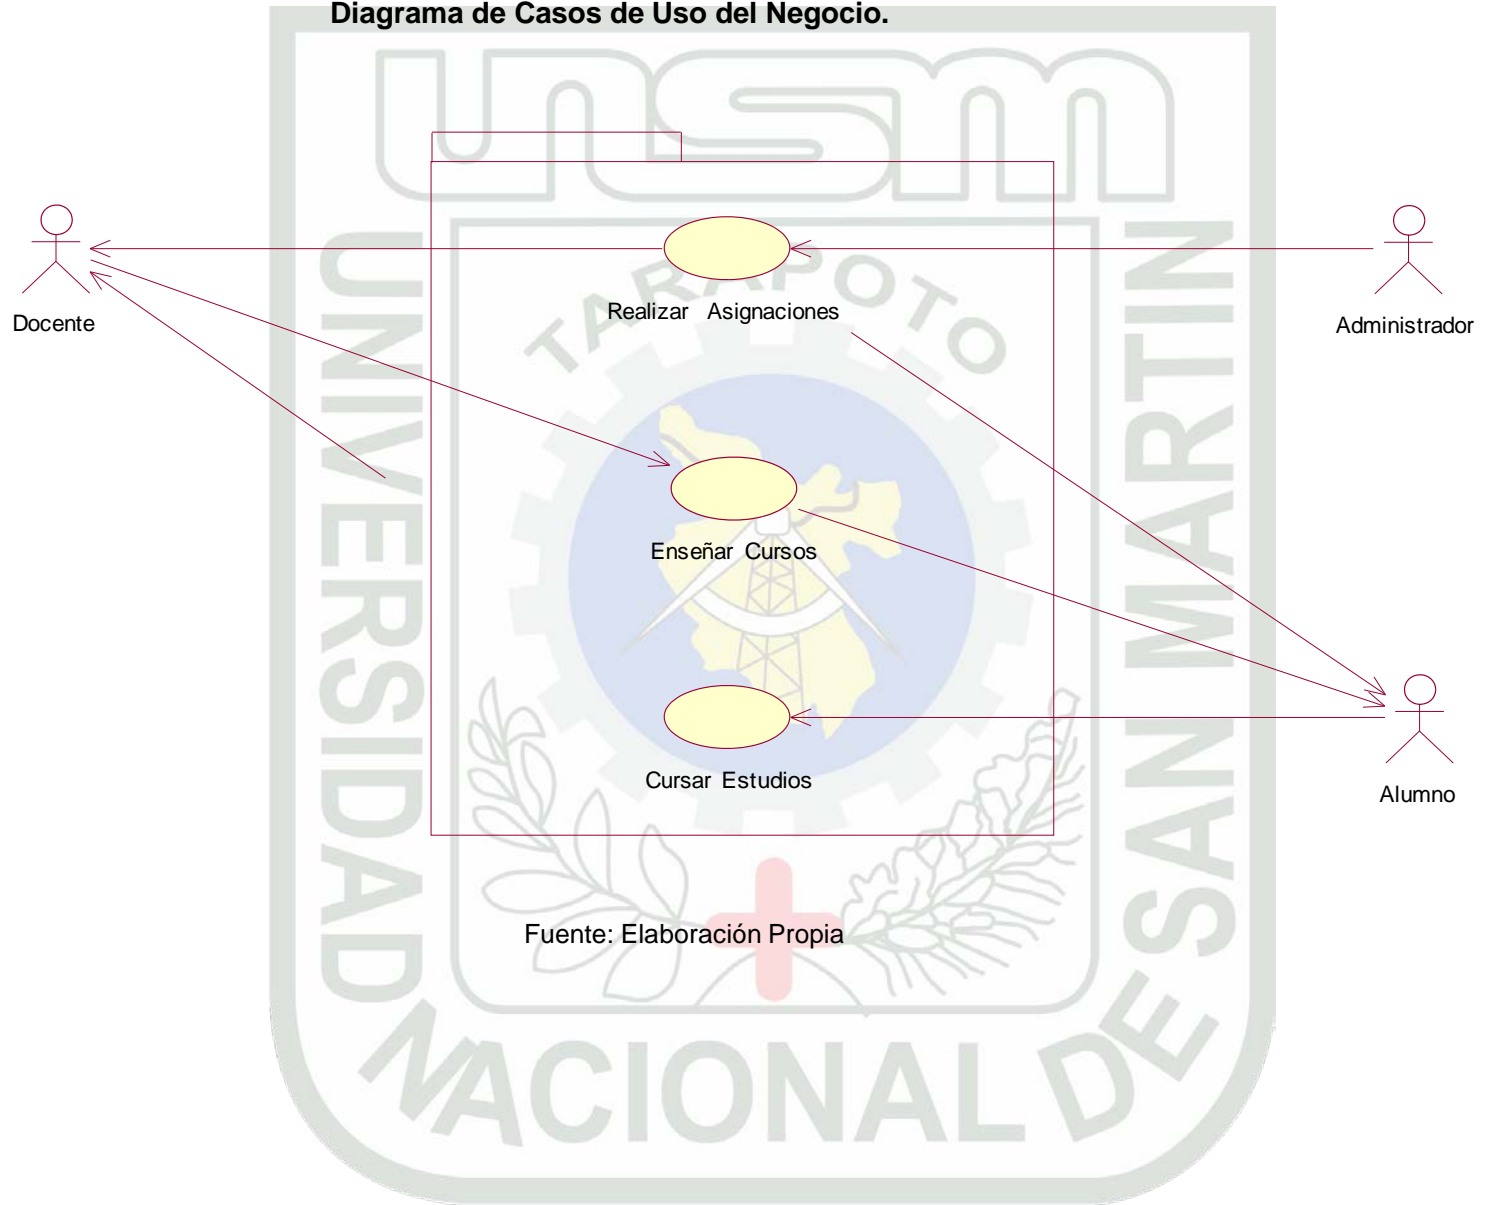 Diagrama de Casos de Uso del Negocio.
unsm
TARAPOTO
UNIVERSIDAD NACIONAL DE SAN MARTIN
Docente
Realizar Asignaciones
Administrador
Enseñar Cursos
Cursar Estudios
Alumno
Fuente: Elaboración Propia